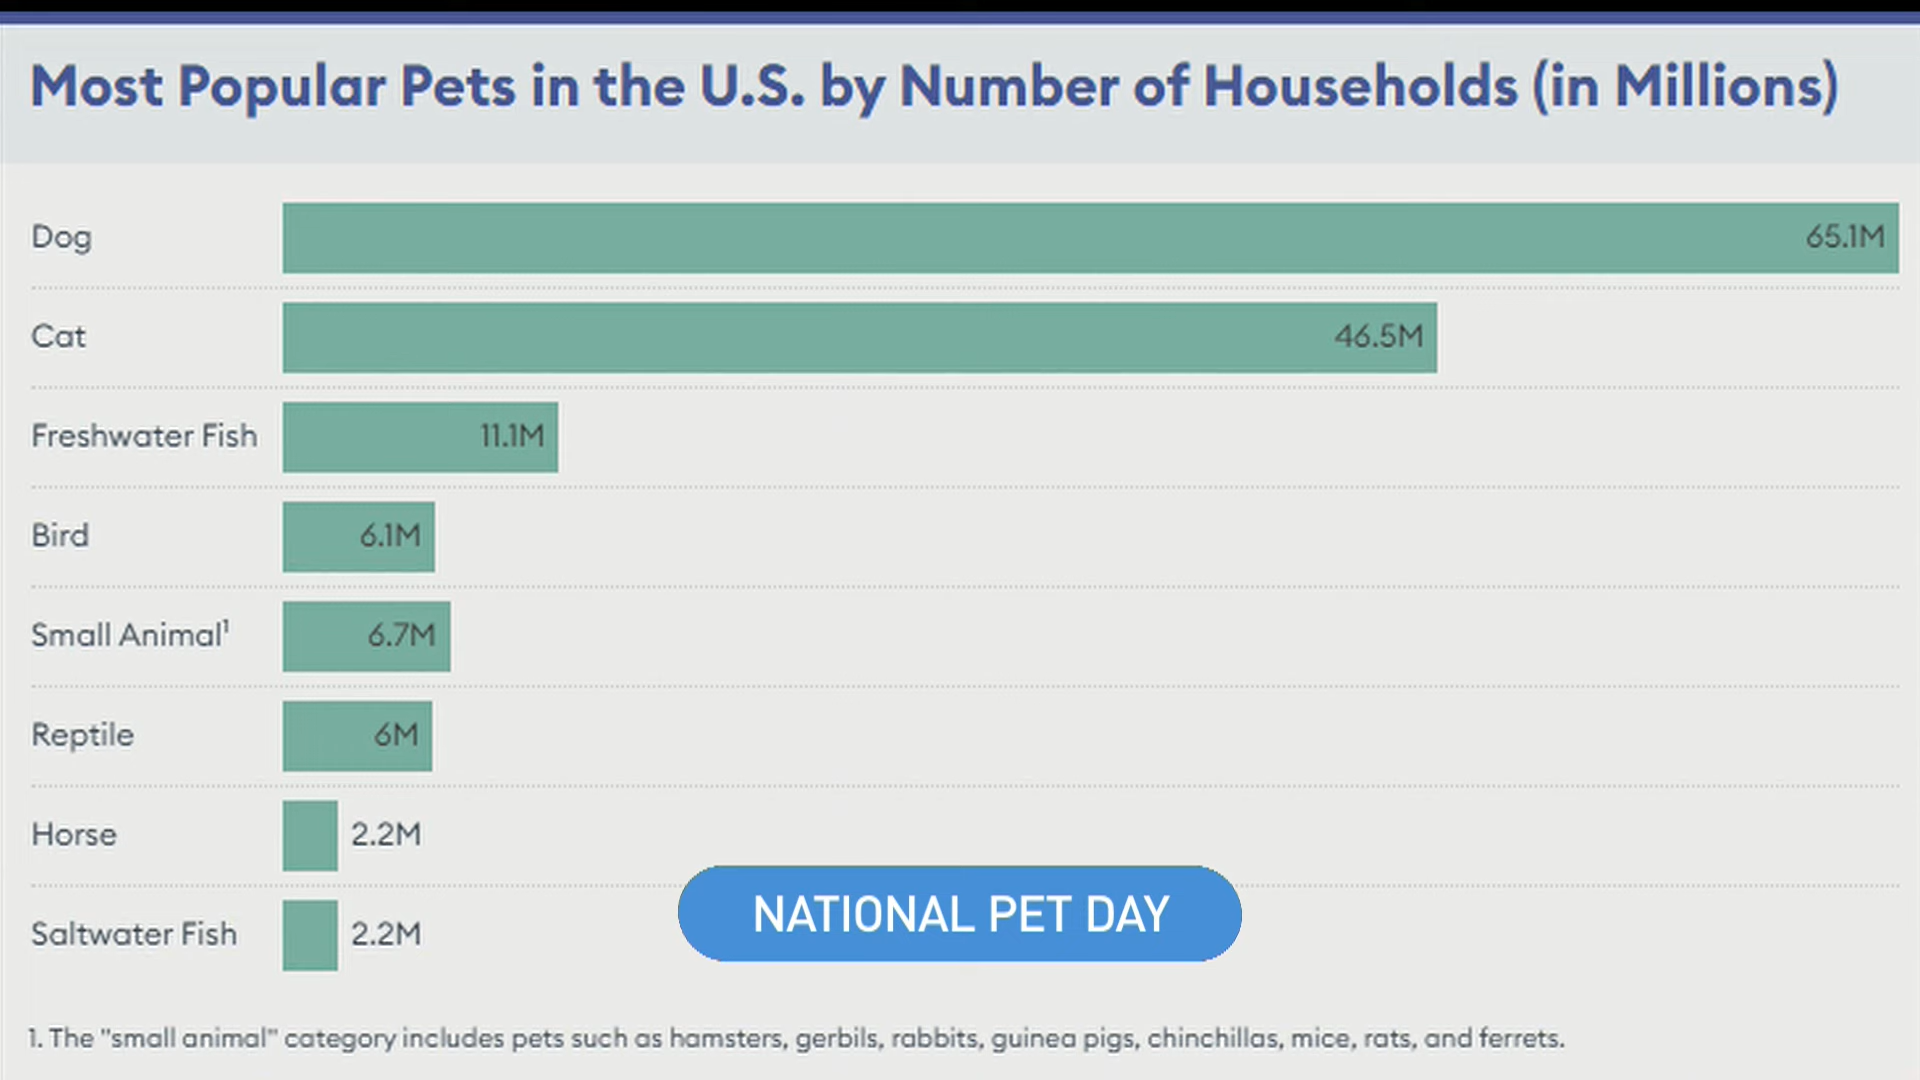 Most Popular Pets in the U.S. by Number of Households (in Millions)
Dog 65.1M
Cat 46.5M
Freshwater Fish 11.1M
Bird 6.1M
Small Animal¹ 6.7M
Reptile 6M
Horse 2.2M
Saltwater Fish 2.2M
NATIONAL PET DAY
1. The "small animal" category includes pets such as hamsters, gerbils, rabbits, guinea pigs, chinchillas, mice, rats, and ferrets.